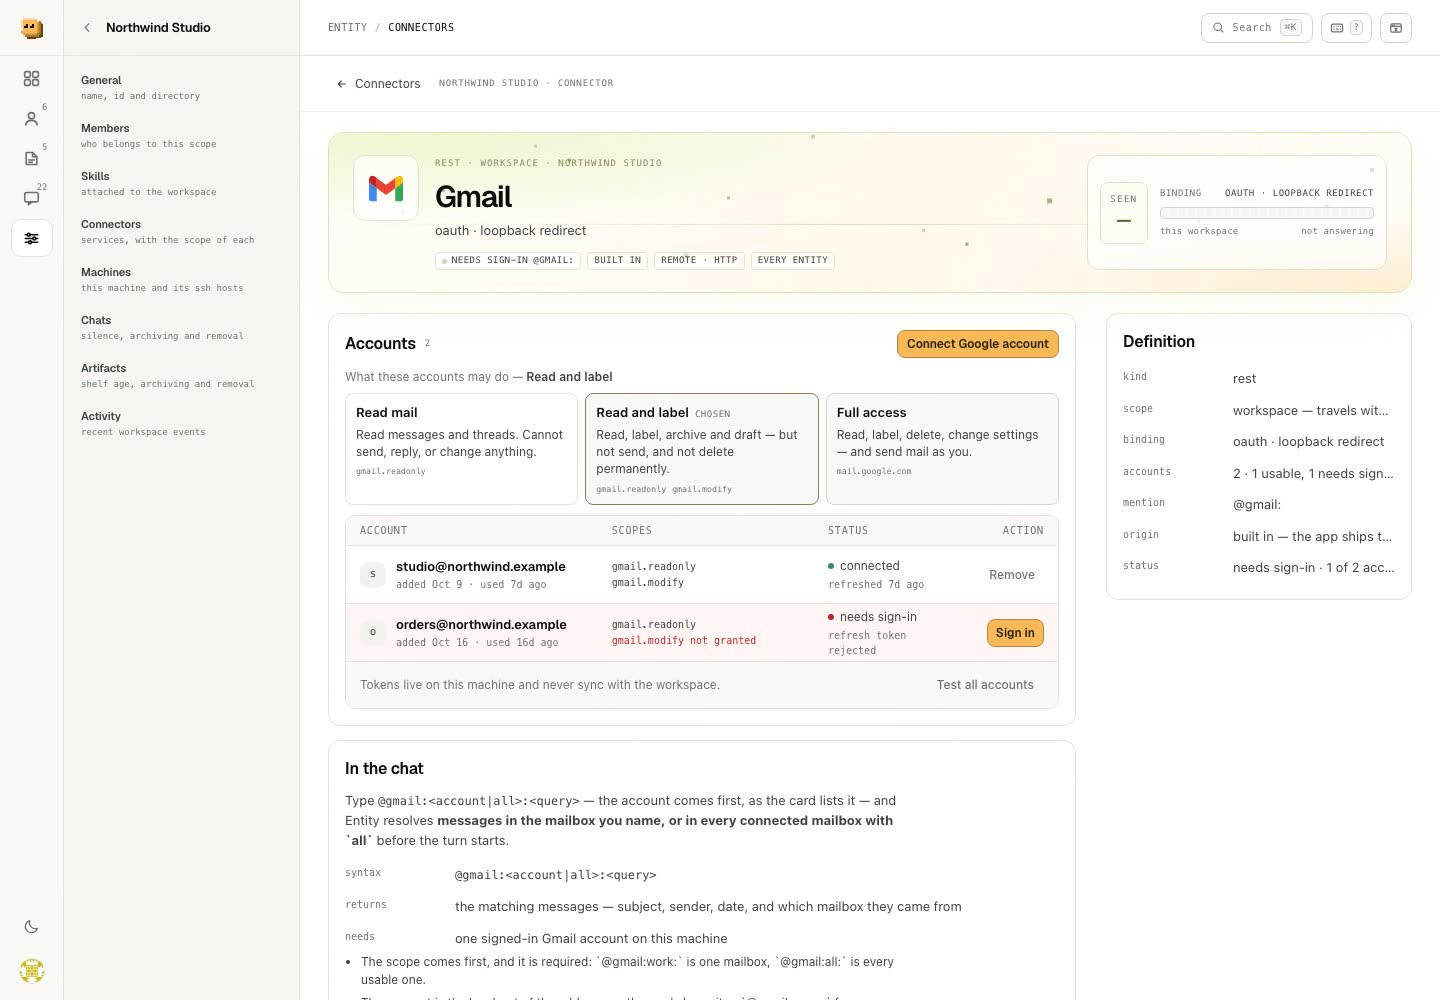 Northwind Studio
ENTITY / CONNECTORS
Search ⌘K
?
6
5
22
General
name, id and directory
Members
who belongs to this scope
Skills
attached to the workspace
Connectors
services, with the scope of each
Machines
this machine and its ssh hosts
Chats
silence, archiving and removal
Artifacts
shelf age, archiving and removal
Activity
recent workspace events
← Connectors
NORTHWIND STUDIO · CONNECTOR
REST · WORKSPACE · NORTHWIND STUDIO
Gmail
oauth · loopback redirect
NEEDS SIGN-IN @GMAIL:
BUILT IN
REMOTE · HTTP
EVERY ENTITY
SEEN
—
BINDING
OAUTH · LOOPBACK REDIRECT
this workspace
not answering
Accounts 2
Connect Google account
What these accounts may do — Read and label
Read mail
Read messages and threads. Cannot
send, reply, or change anything.
gmail.readonly
Read and label CHOSEN
Read, label, archive and draft — but
not send, and not delete
permanently.
gmail.readonly gmail.modify
Full access
Read, label, delete, change settings
— and send mail as you.
mail.google.com
ACCOUNT
SCOPES
STATUS
ACTION
S
studio@northwind.example
added Oct 9 · used 7d ago
gmail.readonly
gmail.modify
connected
refreshed 7d ago
Remove
O
orders@northwind.example
added Oct 16 · used 16d ago
gmail.readonly
gmail.modify not granted
needs sign-in
refresh token
rejected
Sign in
Tokens live on this machine and never sync with the workspace.
Test all accounts
Definition
kind
rest
scope
workspace — travels wit...
binding
oauth · loopback redirect
accounts
2 · 1 usable, 1 needs sign...
mention
@gmail:
origin
built in — the app ships t...
status
needs sign-in · 1 of 2 acc...
In the chat
Type @gmail:<account|all>:<query> — the account comes first, as the card lists it — and
Entity resolves messages in the mailbox you name, or in every connected mailbox with
`all` before the turn starts.
syntax
@gmail:<account|all>:<query>
returns
the matching messages — subject, sender, date, and which mailbox they came from
needs
one signed-in Gmail account on this machine
• The scope comes first, and it is required: `@gmail:work:` is one mailbox, `@gmail:all:` is every
usable one.